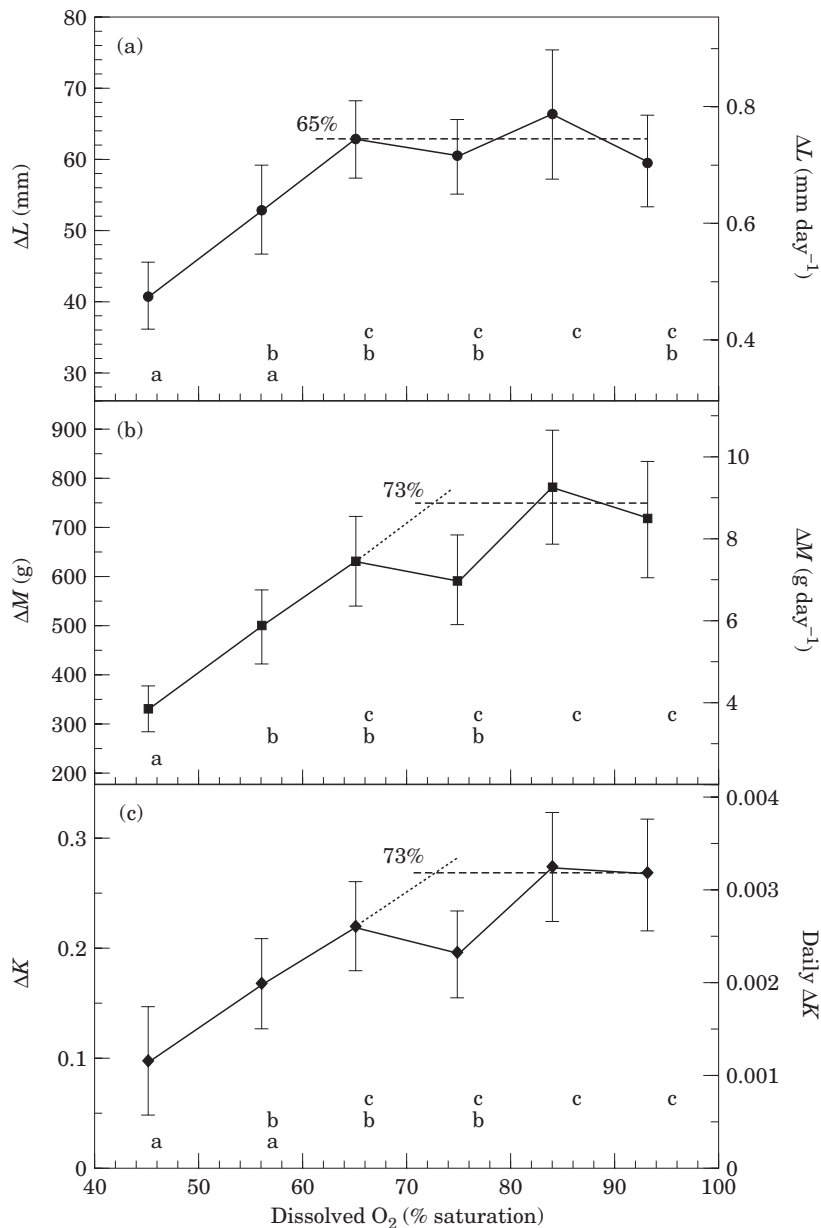 (a)
80
70
60
50
40
30
ΔL (mm)
65%
0.8
0.6
0.4
ΔL (mm day⁻¹)
c c c c
b b b b
a a
(b)
900
800
700
600
500
400
300
200
ΔM (g)
73%
10
8
6
4
ΔM (g day⁻¹)
c c c c
b b b
a
(c)
0.3
0.2
0.1
0
ΔK
73%
0.004
0.003
0.002
0.001
0
Daily ΔK
c c c c
b b b
a a
40 50 60 70 80 90 100
Dissolved O₂ (% saturation)